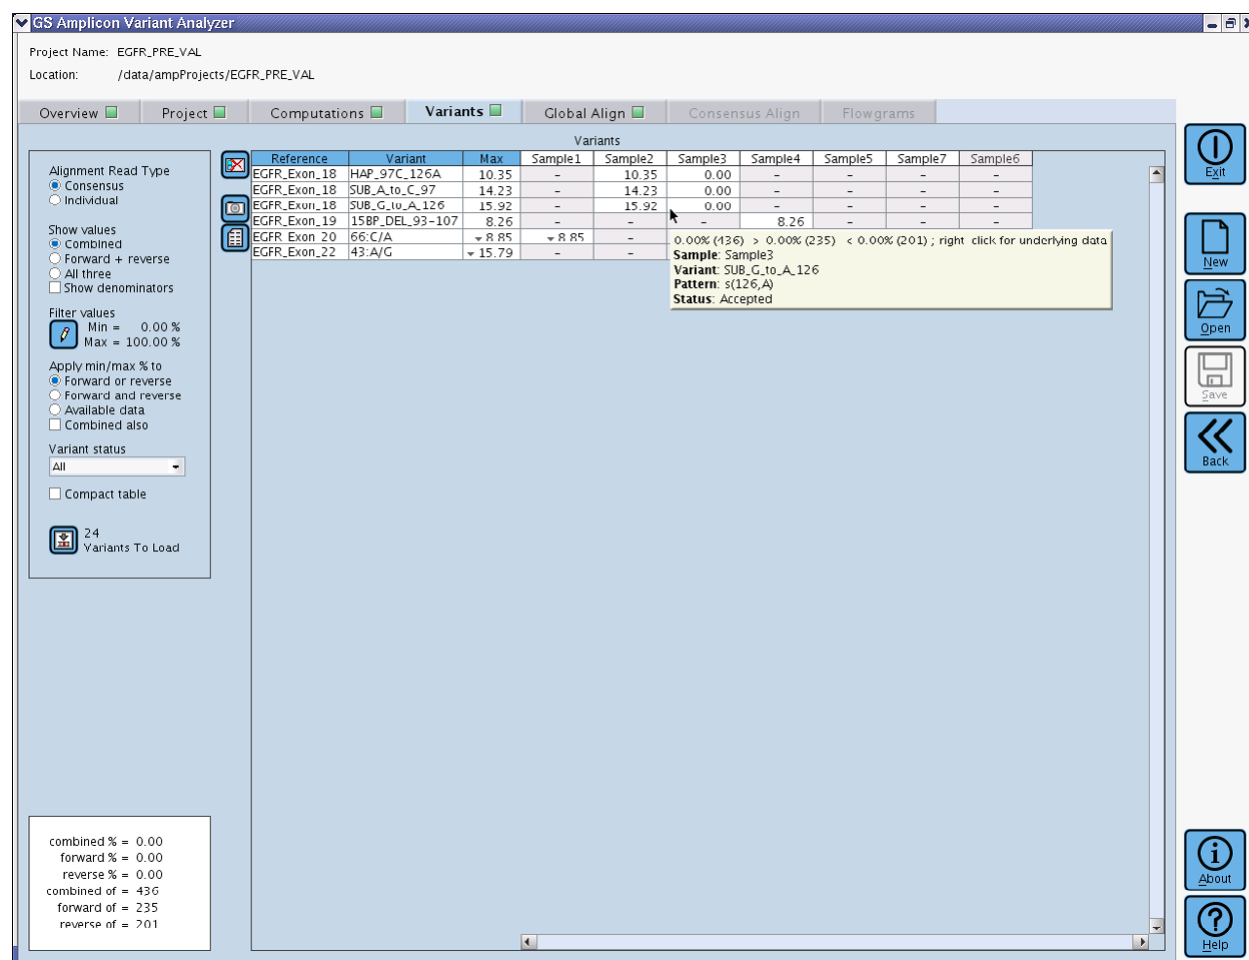 GS Amplicon Variant Analyzer
Project Name: EGFR_PRE_VAL
Location: /data/ampProjects/EGFR_PRE_VAL
Overview Project Computations Variants Global Align Consensus Align Flowgrams
Variants
Alignment Read Type
Consensus
Individual
Show values
Combined
Forward + reverse
All three
Show denominators
Filter values
Min = 0.00 %
Max = 100.00 %
Apply min/max % to
Forward or reverse
Forward and reverse
Available data
Combined also
Variant status
All
Compact table
24
Variants To Load
Reference Variant Max Sample1 Sample2 Sample3 Sample4 Sample5 Sample7 Sample6
EGFR_Exon_18 HAP_97C_126A 10.35 - 10.35 0.00 - - - -
EGFR_Exon_18 SUB_A_to_C_97 14.23 - 14.23 0.00 - - - -
EGFR_Exon_18 SUB_G_to_A_126 15.92 - 15.92 0.00 - - - -
EGFR_Exon_19 15BP_DEL_93-107 8.26 - - - 8.26 - - -
EGFR_Exon_20 66:C/A 8.85 8.85 -
EGFR_Exon_22 43:A/G 15.79 - -
0.00% (436) > 0.00% (235) < 0.00% (201) ; right click for underlying data
Sample: Sample3
Variant: SUB_G_to_A_126
Pattern: s(126,A)
Status: Accepted
combined % = 0.00
forward % = 0.00
reverse % = 0.00
combined of = 436
forward of = 235
reverse of = 201
Exit
New
Open
Save
Back
About
Help